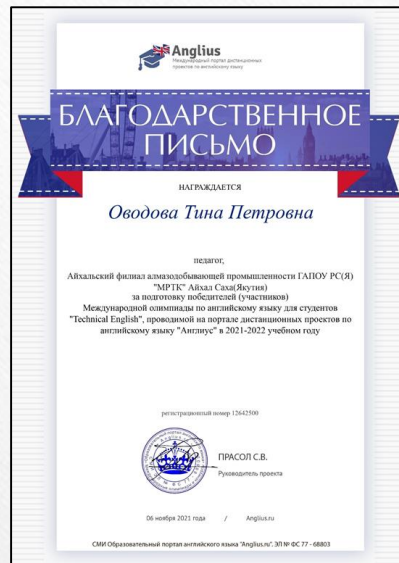 Anglius
Международный портал дистанционных
проектов по английскому языку
БЛАГОДАРСТВЕННОЕ
ПИСЬМО
НАГРАЖДАЕТСЯ
Оводова Тина Петровна
педагог,
Айхальский филиал алмазодобывающей промышленности ГАПОУ РС(Я)
"МРТК" Айхал Саха(Якутия)
за подготовку победителей (участников)
Международной олимпиады по английскому языку для студентов
"Technical English", проводимой на портале дистанционных проектов по
английскому языку "Англиус" в 2021-2022 учебном году
регистрационный номер 12642500
ПРАСОЛ С.В.
Руководитель проекта
06 ноября 2021 года / Anglius.ru
СМИ Образовательный портал английского языка "Anglius.ru". ЭЛ № ФС 77 - 68803